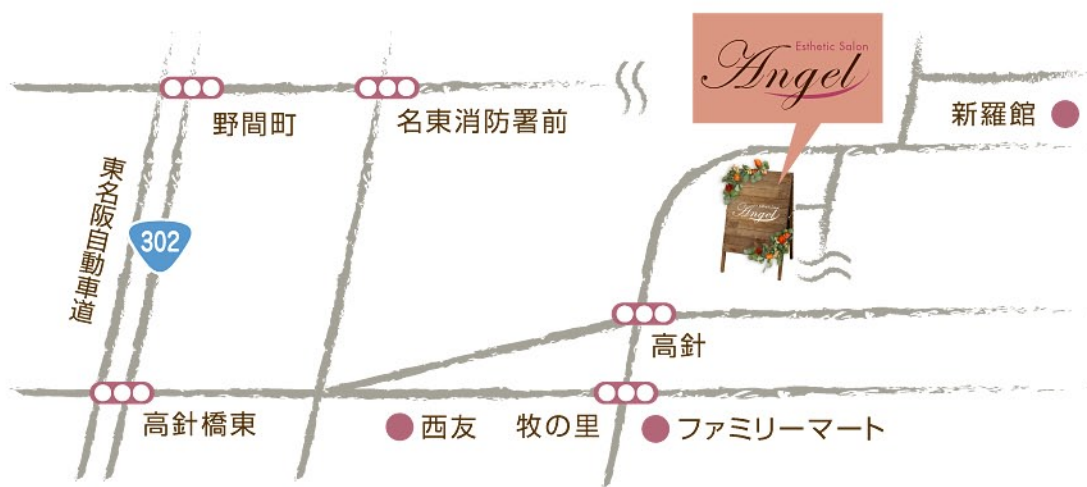 Esthetic Salon
Angel
新羅館
野間町
名東消防署前
東名阪自動車道
302
Angel
高針
高針橋東
西友
牧の里
ファミリーマート